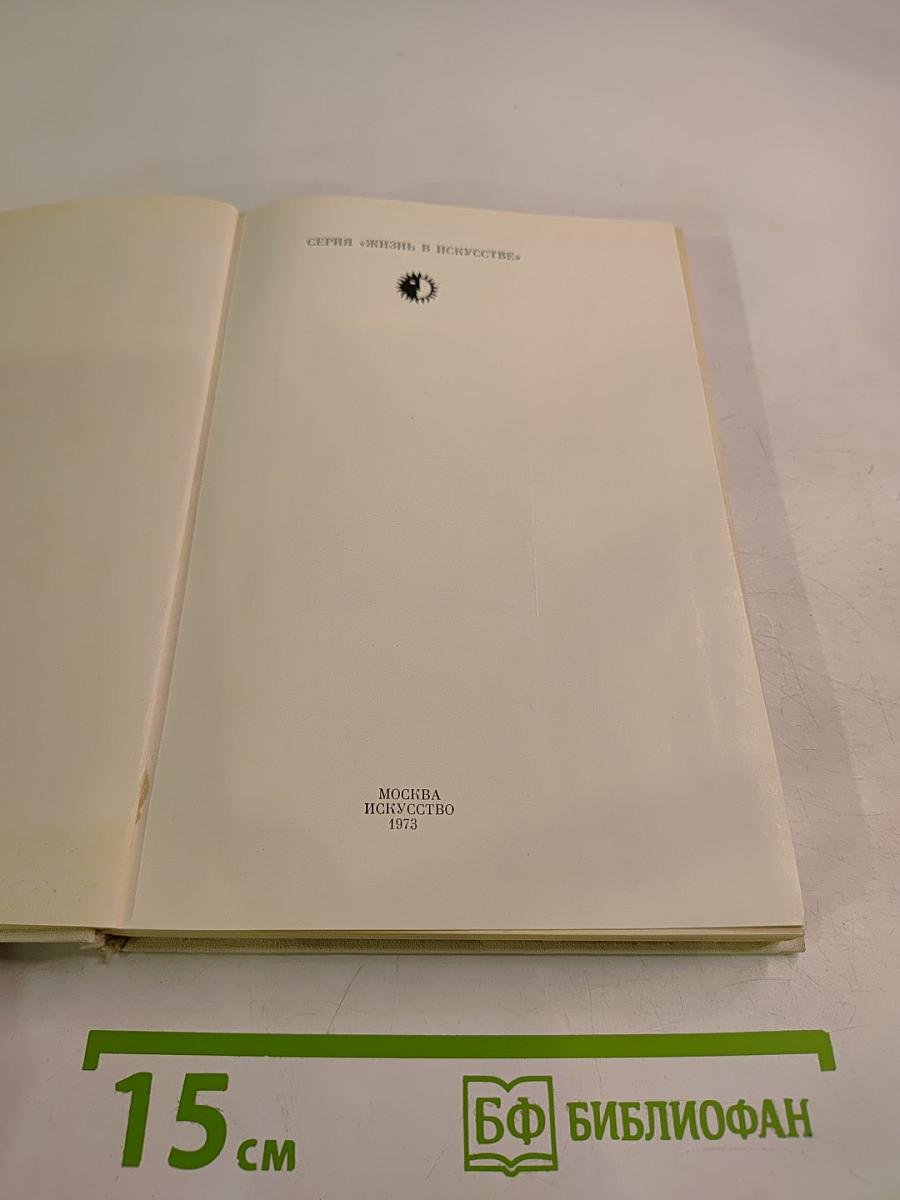 СЕРИЯ «ЖИЗНЬ В ИСКУССТВЕ»
МОСКВА
ИСКУССТВО
1973
15 см
БФ БИБЛИОФАН